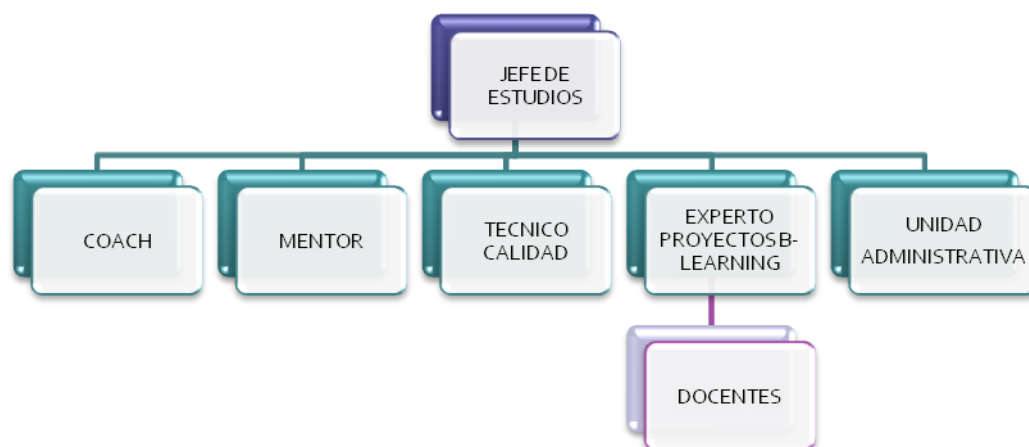 JEFE DE
ESTUDIOS
COACH
MENTOR
TECNICO
CALIDAD
EXPERTO
PROYECTOS B-
LEARNING
UNIDAD
ADMINISTRATIVA
DOCENTES